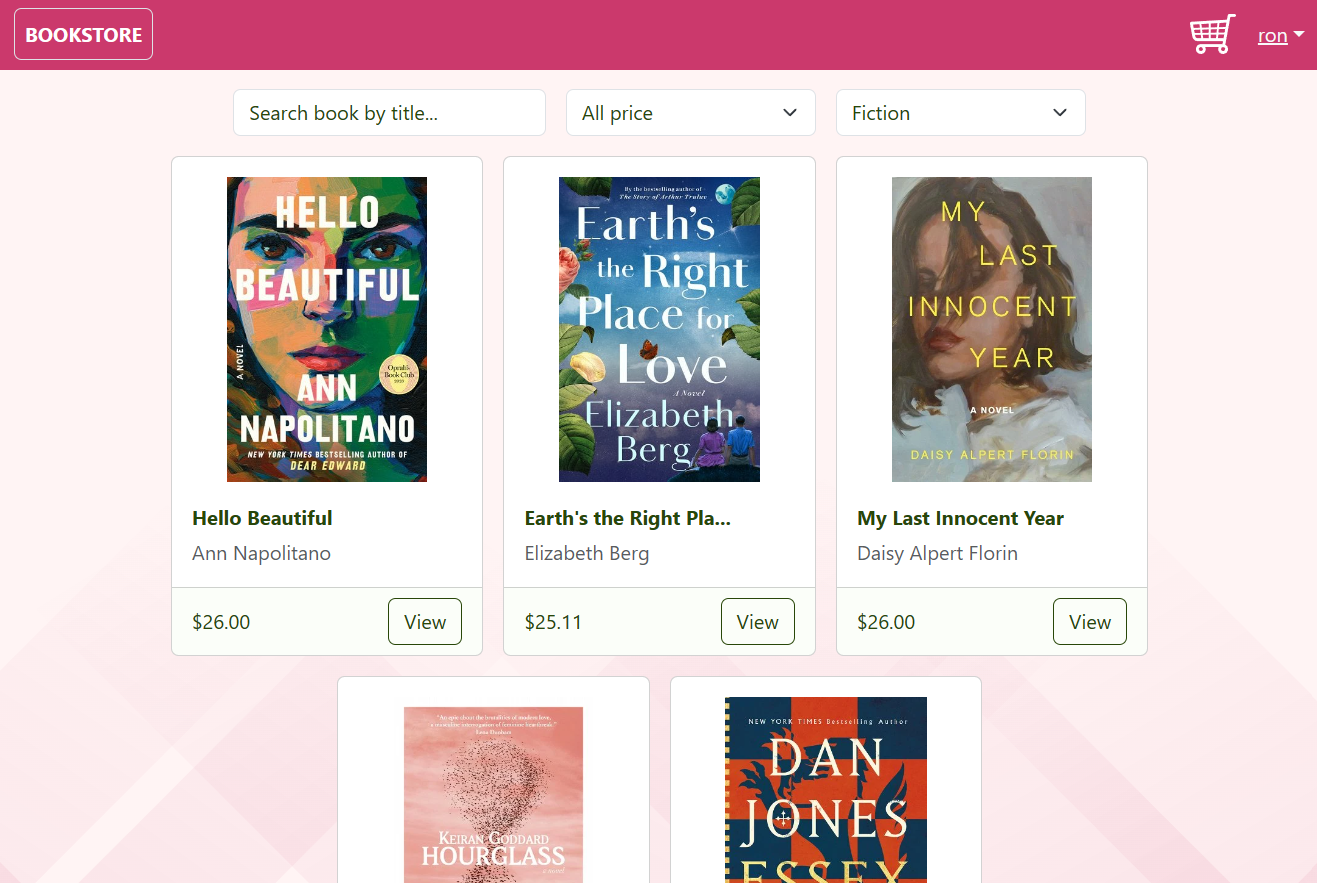 BOOKSTORE
ron
Search book by title...
All price
Fiction
HELLO
BEAUTIFUL
A NOVEL
Oprah's
Book Club
2023
ANN
NAPOLITANO
NEW YORK TIMES BESTSELLING AUTHOR OF
DEAR EDWARD
Hello Beautiful
Ann Napolitano
$26.00
View
By the bestselling author of
The Story of Arthur Truluv
Earth's
the Right
Place for
Love
A Novel
Elizabeth
Berg
Earth's the Right Pla...
Elizabeth Berg
$25.11
View
MY
LAST
INNOCENT
YEAR
A NOVEL
DAISY ALPERT FLORIN
My Last Innocent Year
Daisy Alpert Florin
$26.00
View
"An epic about the banalities of modern love,
a masculine interrogation of feminine heartbreak."
Lena Dunham
KEIRAN GODDARD
HOURGLASS
a novel
NEW YORK TIMES Bestselling Author
DAN
JONES
ESSEX